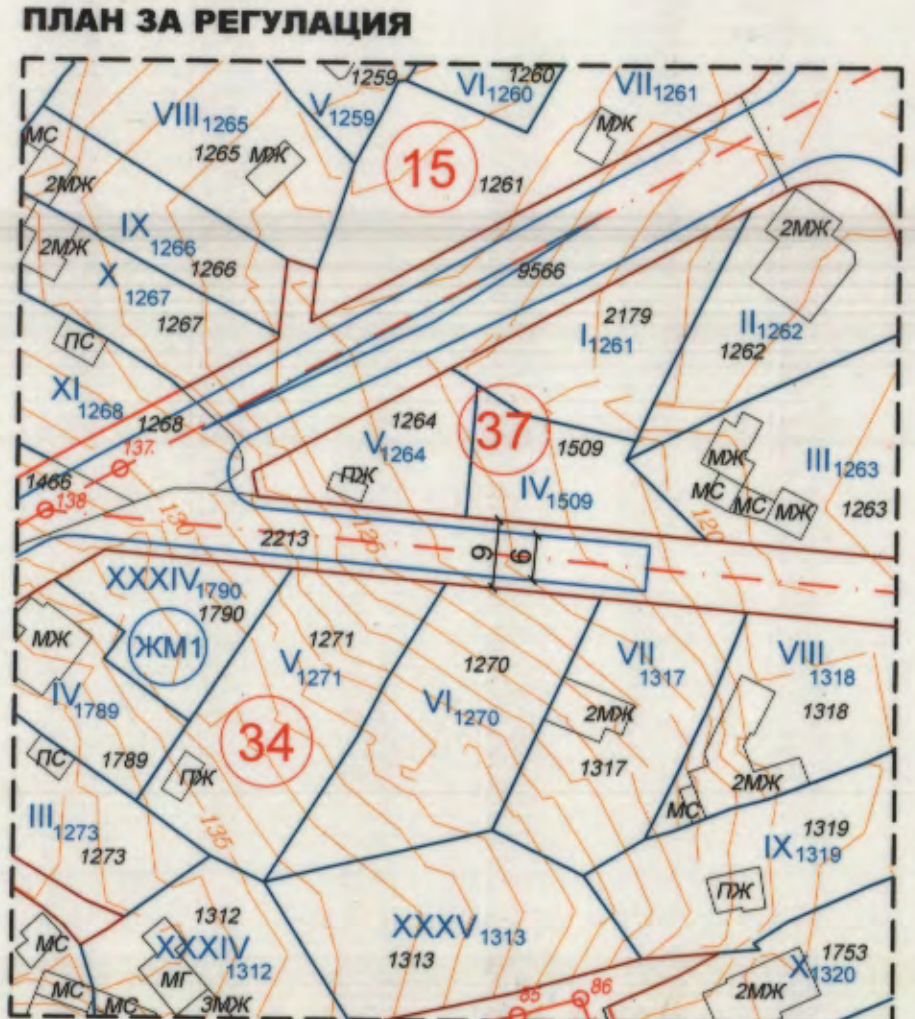 ПЛАН ЗА РЕГУЛАЦИЯ
1259
VI1260
1260
VII1261
V1259
VIII1265
МС
1265
МЖ
МЖ
15
1261
2МЖ
2МЖ
IX1266
2МЖ
1266
9566
X1267
1267
2179
I1261
II1262
1262
ПС
XI1268
1268
1264
V1264
37
1509
МЖ
III1263
137
1466
138
ПЖ
IV1509
МС
МС
МЖ
1263
130
125
120
2213
9
6
XXXIV1790
1790
МЖ
ЖМ1
1271
V1271
1270
VII1317
VIII1318
IV1789
VI1270
2МЖ
1318
34
ПС
1789
ПЖ
1317
2МЖ
МС
III1273
1273
135
1319
IX1319
ПЖ
1312
XXXIV1312
XXXV1313
1313
1753
X1320
МС
МГ
МС
МС
3МЖ
85
86
2МЖ